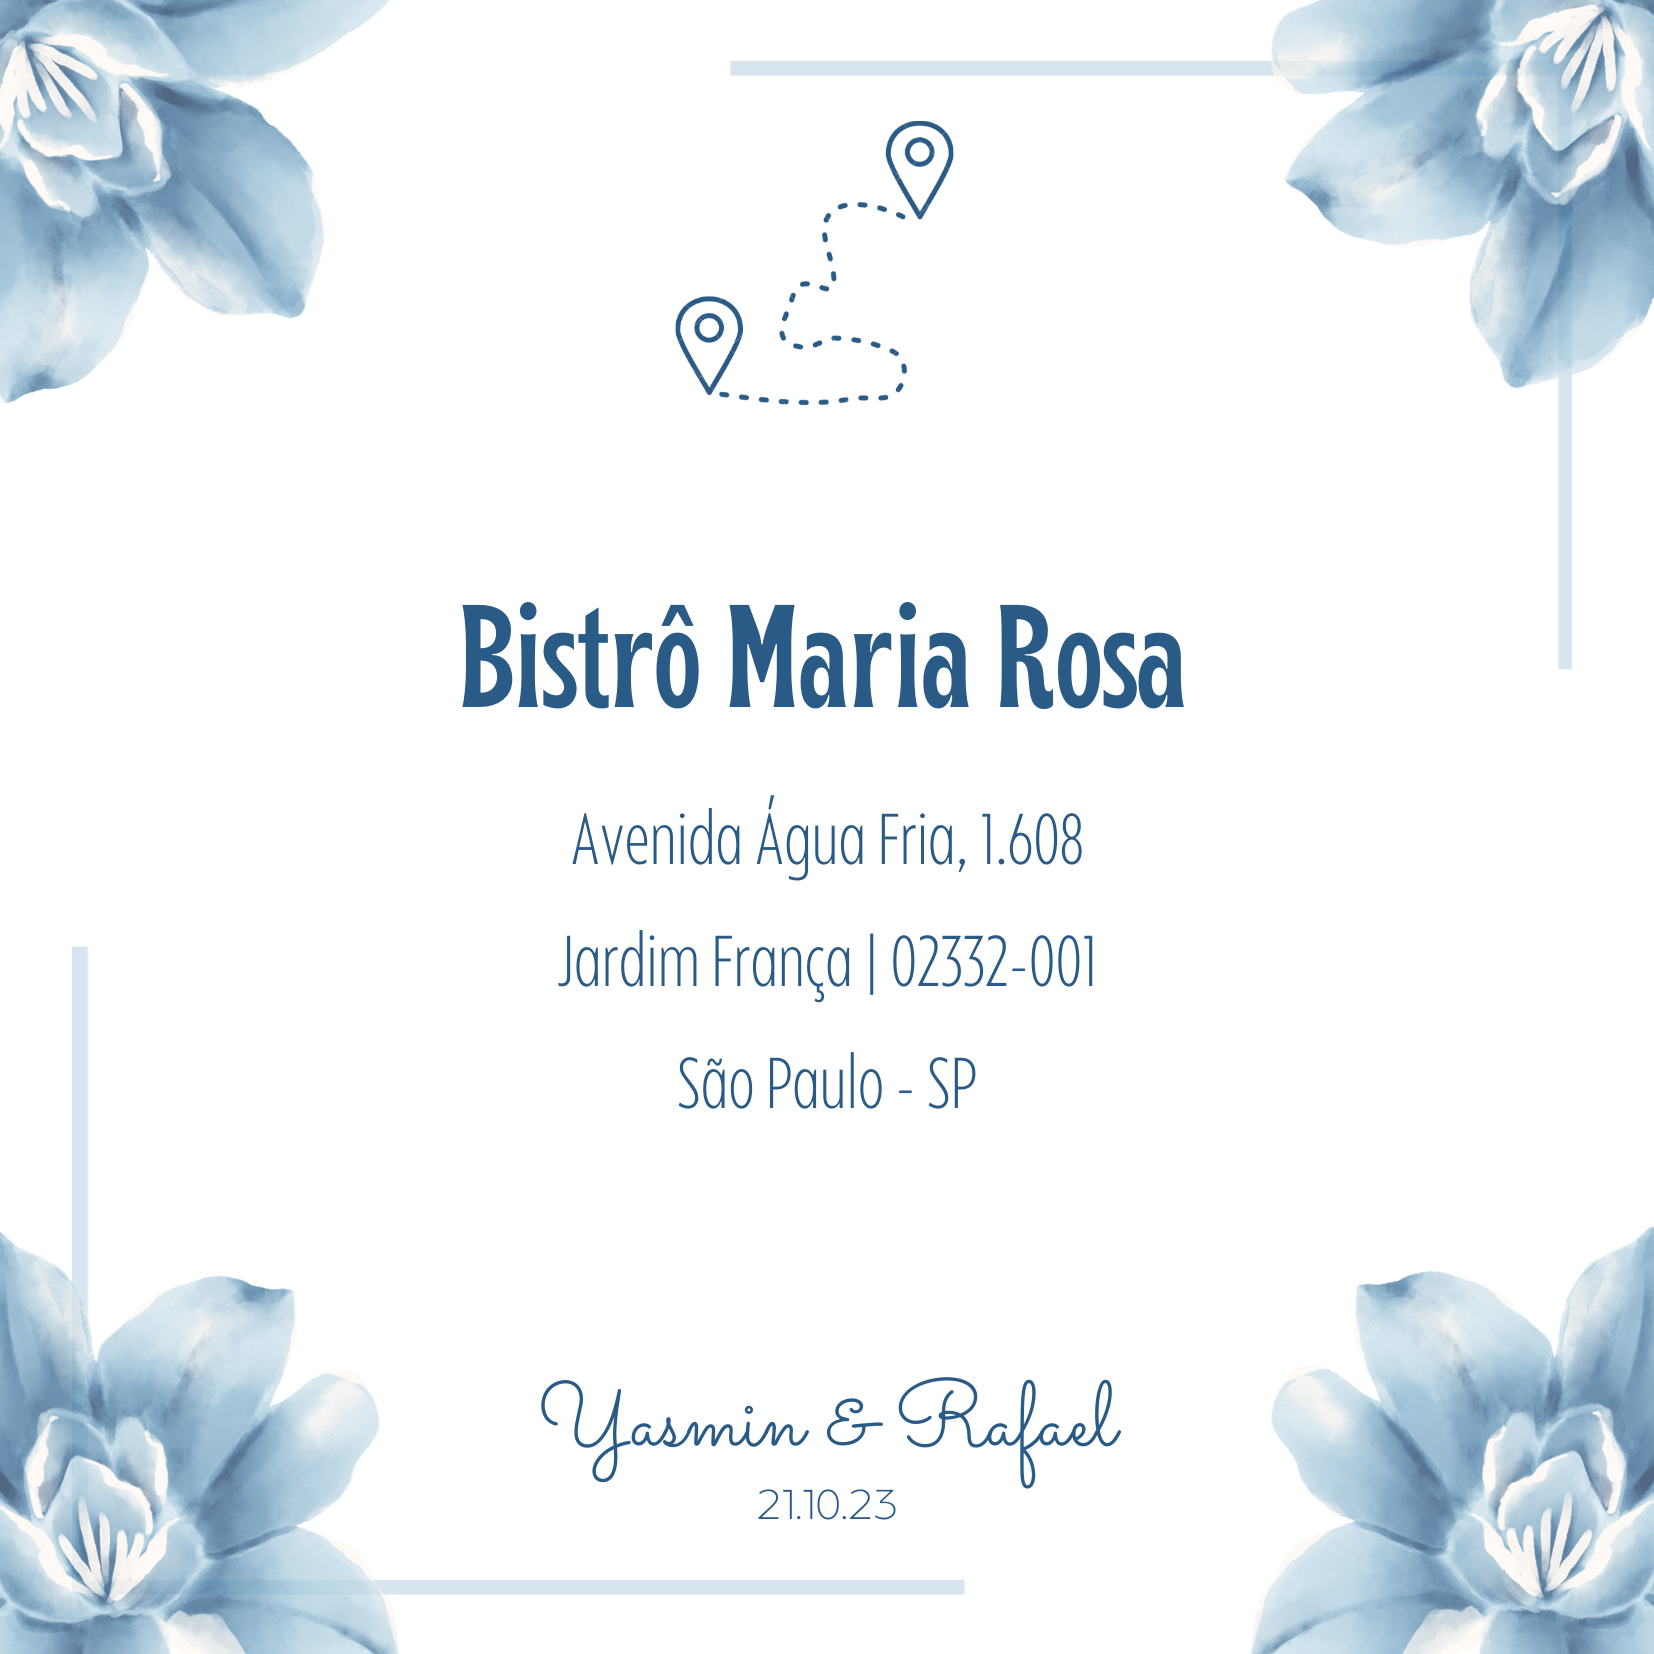 Bistrô Maria Rosa
Avenida Água Fria, 1.608
Jardim França | 02332-001
São Paulo - SP
Yasmin & Rafael
21.10.23